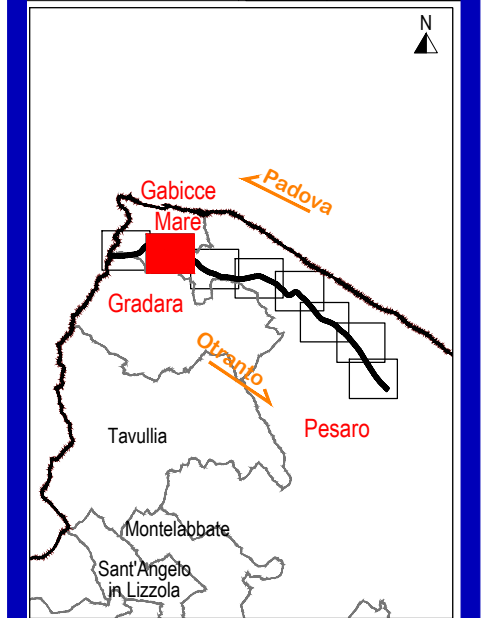 N
Padova
Gabicce
Mare
Gradara
Otranto
Pesaro
Tavullia
Montelabbate
Sant'Angelo
in Lizzola